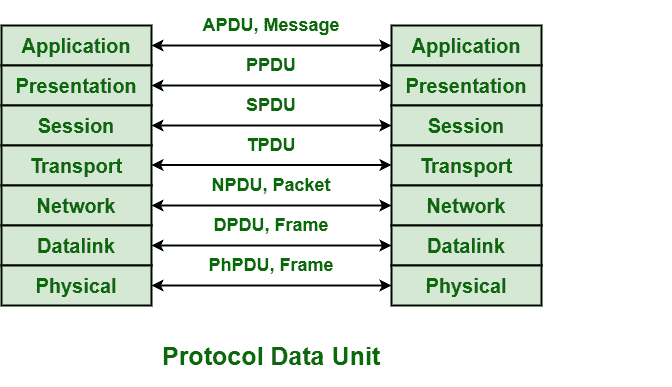 APDU, Message
Application Application
PPDU
Presentation Presentation
SPDU
Session Session
TPDU
Transport Transport
NPDU, Packet
Network Network
DPDU, Frame
Datalink Datalink
PhPDU, Frame
Physical Physical
Protocol Data Unit